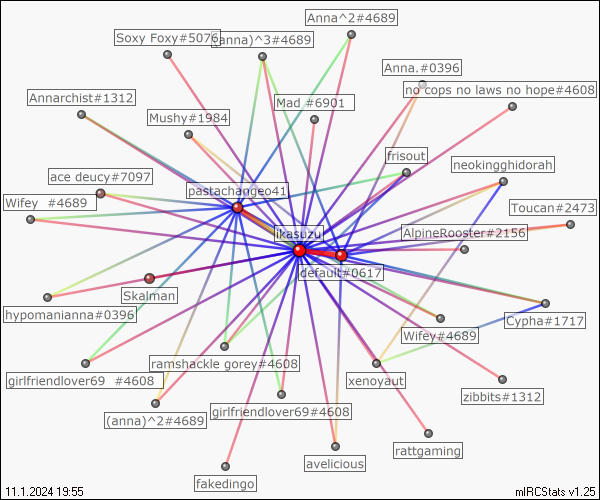 Anna^2#4689
Soxy Foxy#5076
(anna)^3#4689
Anna.#0396
no cops no laws no hope#4608
Annarchist#1312
Mad #6901
Mushy#1984
frisout
neokingghidorah
ace deucy#7097
pastachangeo41
Wifey #4689
Toucan#2473
ikasuzu
AlpineRooster#2156
default#0617
Skalman
hypomanianna#0396
Cypha#1717
Wifey#4689
ramshackle gorey#4608
girlfriendlover69 #4608
xenoyaut
zibbits#1312
girlfriendlover69#4608
(anna)^2#4689
rattgaming
avelicious
fakedingo
11.1.2024 19:55
mIRCStats v1.25